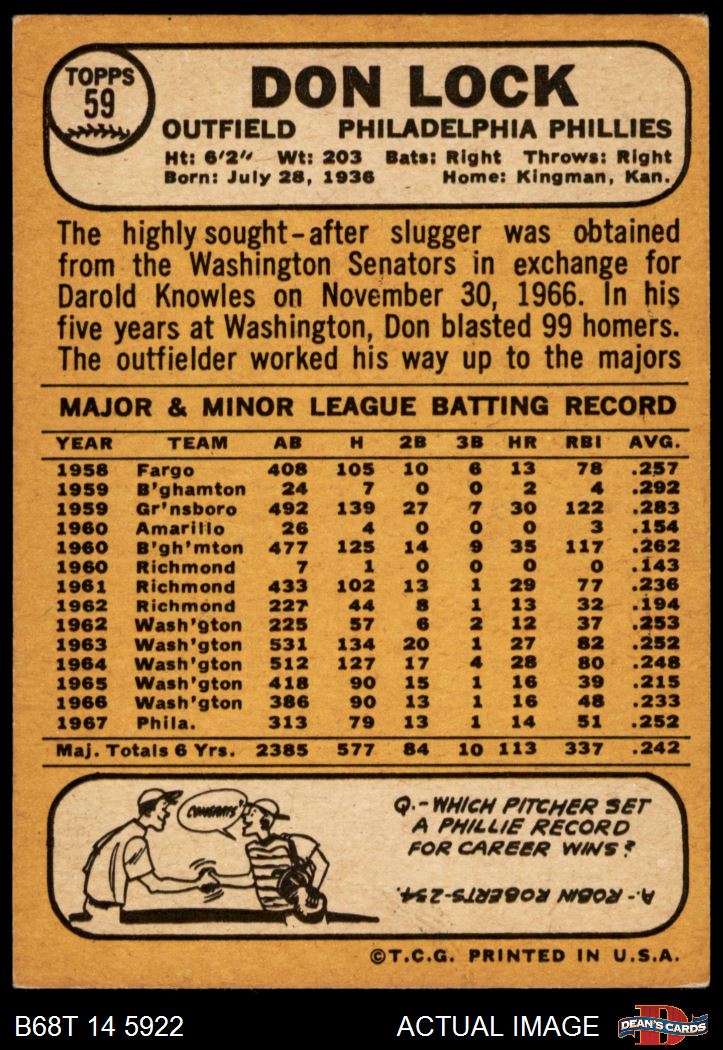 TOPPS
59
DON LOCK
OUTFIELD PHILADELPHIA PHILLIES
Ht: 6'2" Wt: 203 Bats: Right Throws: Right
Born: July 28, 1936 Home: Kingman, Kan.
The highly sought-after slugger was obtained
from the Washington Senators in exchange for
Darold Knowles on November 30, 1966. In his
five years at Washington, Don blasted 99 homers.
The outfielder worked his way up to the majors
MAJOR & MINOR LEAGUE BATTING RECORD
YEAR TEAM AB H 2B 3B HR RBI AVG.
1958 Fargo 408 105 10 6 13 78 .257
1959 B'ghamton 24 7 0 0 2 4 .292
1959 Gr'nsboro 492 139 27 7 30 122 .283
1960 Amarillo 26 4 0 0 0 3 .154
1960 B'gh'mton 477 125 14 9 35 117 .262
1960 Richmond 7 1 0 0 0 0 .143
1961 Richmond 433 102 13 1 29 77 .236
1962 Richmond 227 44 8 1 13 32 .194
1962 Wash'gton 225 57 6 2 12 37 .253
1963 Wash'gton 531 134 20 1 27 82 .252
1964 Wash'gton 512 127 17 4 28 80 .248
1965 Wash'gton 418 90 15 1 16 39 .215
1966 Wash'gton 386 90 13 1 16 48 .233
1967 Phila. 313 79 13 1 14 51 .252
Maj. Totals 6 Yrs. 2385 577 84 10 113 337 .242
CONGRATS!
Q.-WHICH PITCHER SET
A PHILLIE RECORD
FOR CAREER WINS?
A.- ROBIN ROBERTS-234.
©T.C.G. PRINTED IN U.S.A.
B68T 14 5922 ACTUAL IMAGE
D
DEAN'S CARDS